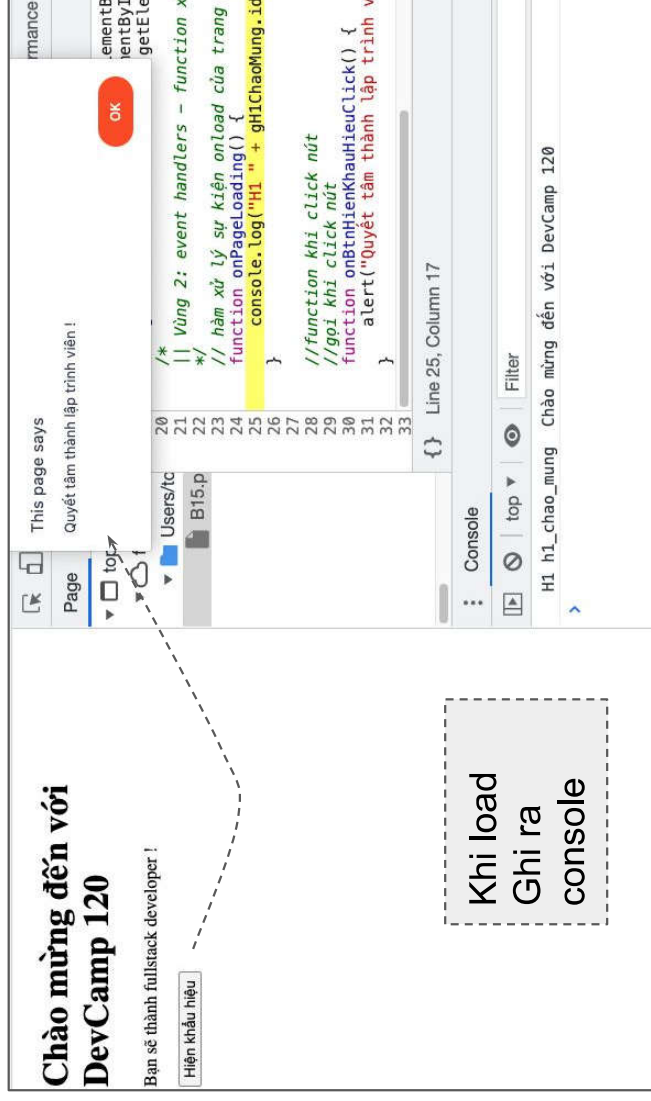 Chào mừng đến với
DevCamp 120
Bạn sẽ thành fullstack developer !
Hiện khẩu hiệu
Khi load
Ghi ra
console
This page says
Quyết tâm thành lập trình viên !
OK
rmance
Page
top
Users/to
B15.p
ementB
mentByI
getEle
20 /*
21 || Vùng 2: event handlers - function x
22 */
23 // hàm xử lý sự kiện onload của trang
24 function onPageLoading() {
25 console.log("H1 " + gH1ChaoMung.id
26 }
27
28 //function khi click nút
29 //gọi khi click nút
30 function onBtnHienKhauHieuClick() {
31 alert("Quyết tâm thành lập trình v
32 }
33
{} Line 25, Column 17
Console
top
Filter
H1 h1_chao_mung Chào mừng đến với DevCamp 120